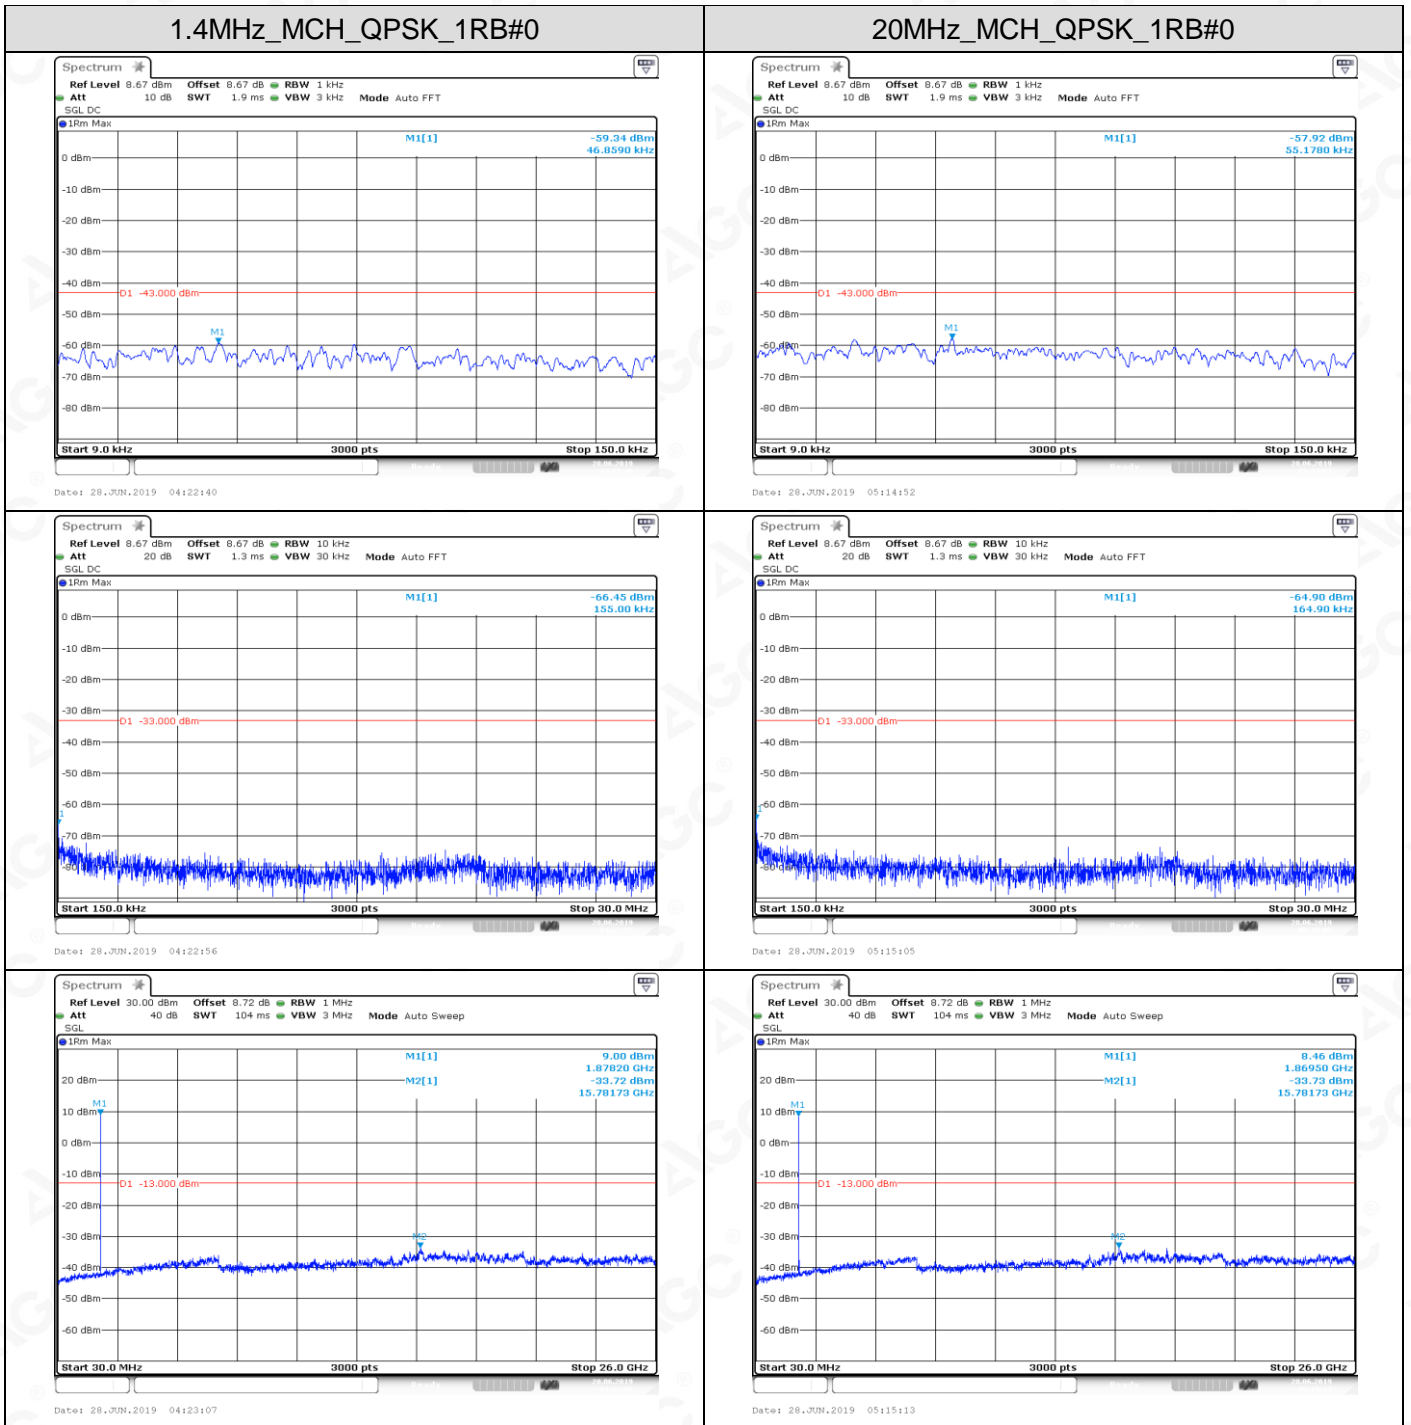 1.4MHz_MCH_QPSK_1RB#0
20MHz_MCH_QPSK_1RB#0
Spectrum
Ref Level 8.67 dBm Offset 8.67 dB RBW 1 kHz
Att 10 dB SWT 1.9 ms VBW 3 kHz Mode Auto FFT
SGL DC
1Rm Max
M1[1] -59.34 dBm
46.8590 kHz
0 dBm
-10 dBm
-20 dBm
-30 dBm
-40 dBm
D1 -43.000 dBm
-50 dBm
M1
-60 dBm
-70 dBm
-80 dBm
Start 9.0 kHz 3000 pts Stop 150.0 kHz
Date: 28.JUN.2019 04:22:40
Spectrum
Ref Level 8.67 dBm Offset 8.67 dB RBW 1 kHz
Att 10 dB SWT 1.9 ms VBW 3 kHz Mode Auto FFT
SGL DC
1Rm Max
M1[1] -57.92 dBm
55.1780 kHz
0 dBm
-10 dBm
-20 dBm
-30 dBm
-40 dBm
D1 -43.000 dBm
-50 dBm
M1
-60 dBm
-70 dBm
-80 dBm
Start 9.0 kHz 3000 pts Stop 150.0 kHz
Date: 28.JUN.2019 05:14:52
Spectrum
Ref Level 8.67 dBm Offset 8.67 dB RBW 10 kHz
Att 20 dB SWT 1.3 ms VBW 30 kHz Mode Auto FFT
SGL DC
1Rm Max
M1[1] -66.45 dBm
155.00 kHz
0 dBm
-10 dBm
-20 dBm
-30 dBm
D1 -33.000 dBm
-40 dBm
-50 dBm
-60 dBm
1
-70 dBm
Start 150.0 kHz 3000 pts Stop 30.0 MHz
Date: 28.JUN.2019 04:22:56
Spectrum
Ref Level 8.67 dBm Offset 8.67 dB RBW 10 kHz
Att 20 dB SWT 1.3 ms VBW 30 kHz Mode Auto FFT
SGL DC
1Rm Max
M1[1] -64.90 dBm
164.90 kHz
0 dBm
-10 dBm
-20 dBm
-30 dBm
D1 -33.000 dBm
-40 dBm
-50 dBm
-60 dBm
1
-70 dBm
Start 150.0 kHz 3000 pts Stop 30.0 MHz
Date: 28.JUN.2019 05:15:05
Spectrum
Ref Level 30.00 dBm Offset 8.72 dB RBW 1 MHz
Att 40 dB SWT 104 ms VBW 3 MHz Mode Auto Sweep
SGL
1Rm Max
M1[1] 9.00 dBm
1.87820 GHz
20 dBm M2[1] -33.72 dBm
15.78173 GHz
M1
10 dBm
0 dBm
-10 dBm
D1 -13.000 dBm
-20 dBm
-30 dBm M2
-40 dBm
-50 dBm
-60 dBm
Start 30.0 MHz 3000 pts Stop 26.0 GHz
Date: 28.JUN.2019 04:23:07
Spectrum
Ref Level 30.00 dBm Offset 8.72 dB RBW 1 MHz
Att 40 dB SWT 104 ms VBW 3 MHz Mode Auto Sweep
SGL
1Rm Max
M1[1] 8.46 dBm
1.86950 GHz
20 dBm M2[1] -33.73 dBm
15.78173 GHz
M1
10 dBm
0 dBm
-10 dBm
D1 -13.000 dBm
-20 dBm
-30 dBm M2
-40 dBm
-50 dBm
-60 dBm
Start 30.0 MHz 3000 pts Stop 26.0 GHz
Date: 28.JUN.2019 05:15:13